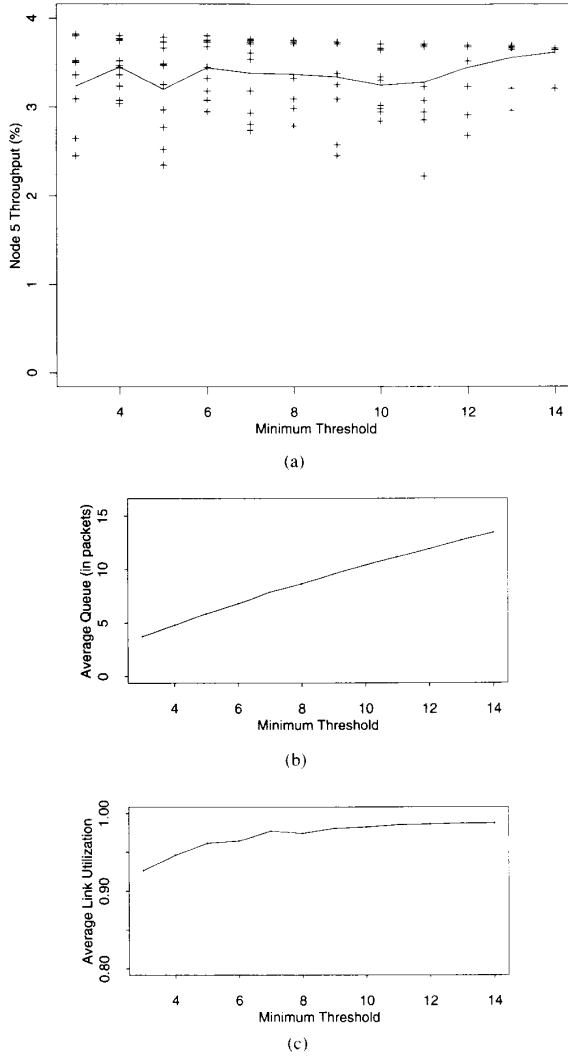 4
3
2
1
0
Node 5 Throughput (%)
4 6 8 10 12 14
Minimum Threshold
(a)
15
10
5
0
Average Queue (in packets)
4 6 8 10 12 14
Minimum Threshold
(b)
1.00
0.90
0.80
Average Link Utilization
4 6 8 10 12 14
Minimum Threshold
(c)